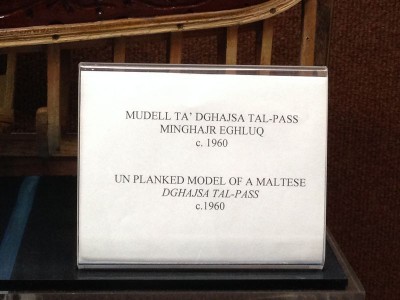 MUDELL TA' DGHAJSA TAL-PASS
MINGHAJR EGHLUQ
c. 1960
UN PLANKED MODEL OF A MALTESE
DGHAJSA TAL-PASS
c.1960